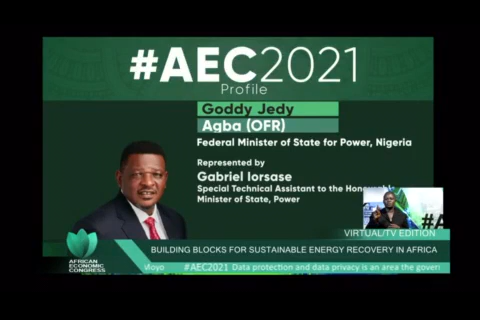 #AEC2021
Profile
Goddy Jedy
Agba (OFR)
Federal Minister of State for Power, Nigeria
Represented by
Gabriel Iorsase
Special Technical Assistant to the Honourable
Minister of State, Power
#A
VIRTUAL/TV EDITION
BUILDING BLOCKS FOR SUSTAINABLE ENERGY RECOVERY IN AFRICA
AFRICAN
ECONOMIC
CONGRESS
Moyo #AEC2021 Data protection and data privacy is an area the govern